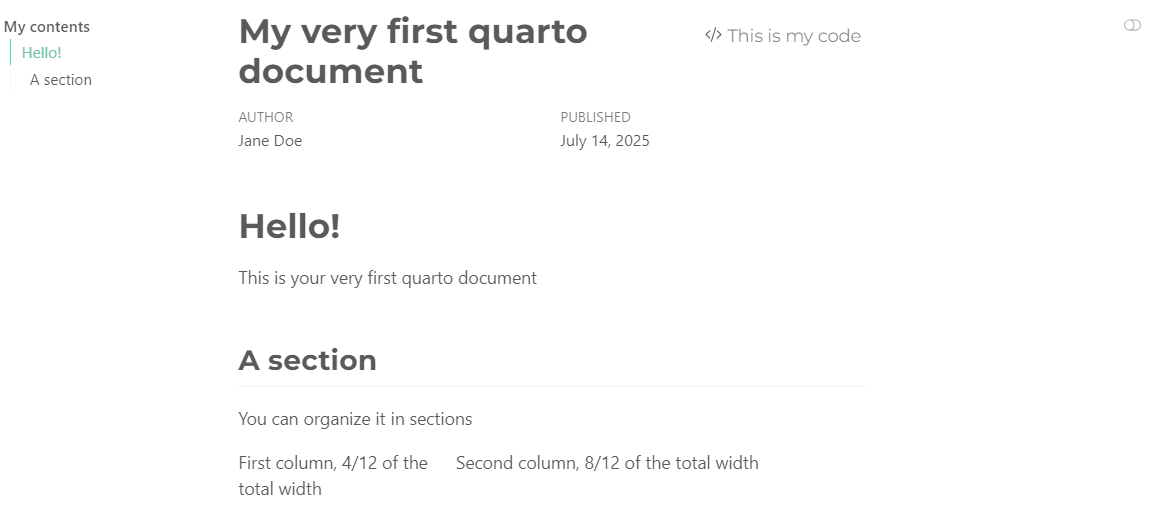 My contents
Hello!
A section
My very first quarto
document
</> This is my code
AUTHOR
Jane Doe
PUBLISHED
July 14, 2025
Hello!
This is your very first quarto document
A section
You can organize it in sections
First column, 4/12 of the
total width
Second column, 8/12 of the total width